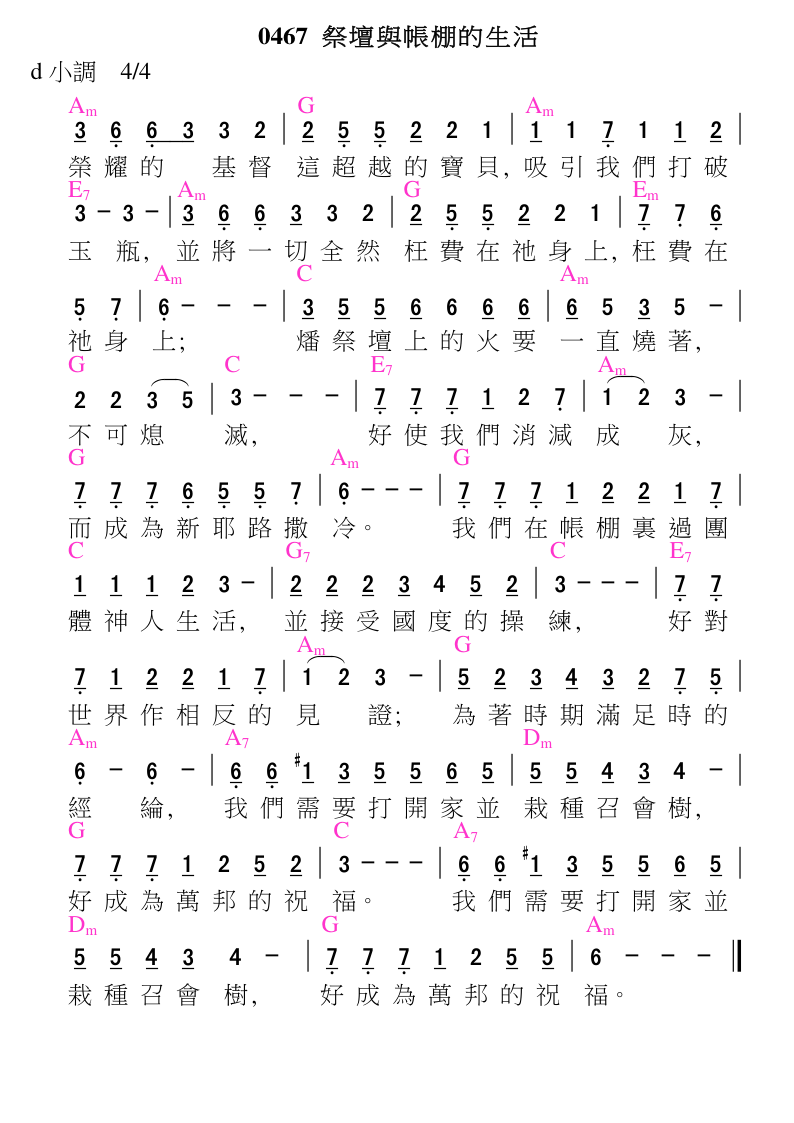 0467 祭壇與帳棚的生活
d 小調 4/4
Am G Am
3 6 6 3 3 2 | 2 5 5 2 2 1 | 1 1 7 1 1 2 |
榮耀的 基督 這超越的寶貝, 吸引我們打破
E7 Am G Em
3 – 3 – | 3 6 6 3 3 2 | 2 5 5 2 2 1 | 7 7 6
玉 瓶, 並將一切全然 枉費在祂身上, 枉費在
Am C Am
5 7 | 6 – – – | 3 5 5 6 6 6 6 | 6 5 3 5 – |
祂身 上; 燔祭壇上的火要 一直燒著,
G C E7 Am
2 2 3 5 | 3 – – – | 7 7 7 1 2 7 | 1 2 3 – |
不可熄 滅, 好使我們消減 成 灰,
G Am G
7 7 7 6 5 5 7 | 6 – – – | 7 7 7 1 2 2 1 7 |
而成為新耶路撒 冷。 我們在帳棚裏過團
C G7 C E7
1 1 1 2 3 – | 2 2 2 3 4 5 2 | 3 – – – | 7 7
體神人生活, 並接受國度的操 練, 好對
Am G
7 1 2 2 1 7 | 1 2 3 – | 5 2 3 4 3 2 7 5 |
世界作相反的 見 證; 為著時期滿足時的
Am A7 Dm
6 – 6 – | 6 6 #1 3 5 5 6 5 | 5 5 4 3 4 – |
經 綸, 我們需要打開家並 栽種召會樹,
G C A7
7 7 7 1 2 5 2 | 3 – – – | 6 6 #1 3 5 5 6 5 |
好成為萬邦的祝 福。 我們需要打開家並
Dm G Am
5 5 4 3 4 – | 7 7 7 1 2 5 5 | 6 – – – ‖
栽種召會 樹, 好成為萬邦的祝 福。